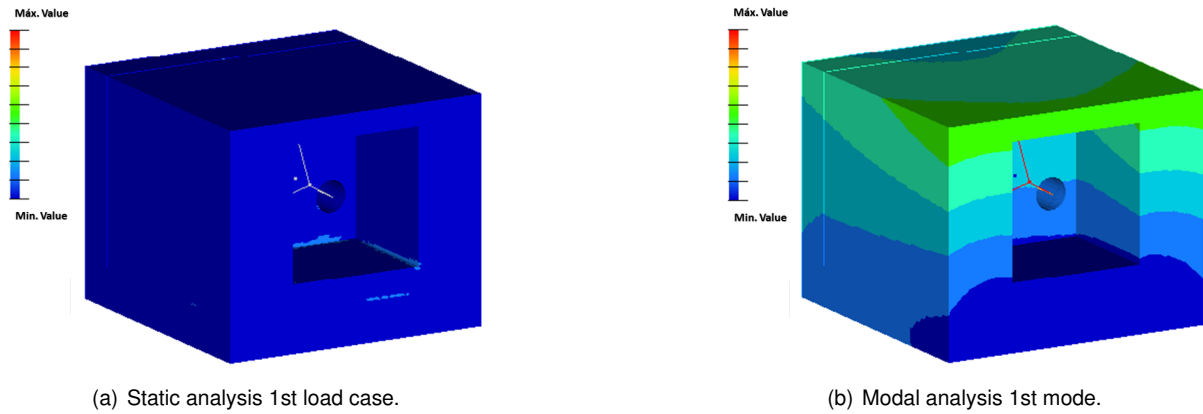 Máx. Value
Min. Value
(a) Static analysis 1st load case.
Máx. Value
Min. Value
(b) Modal analysis 1st mode.